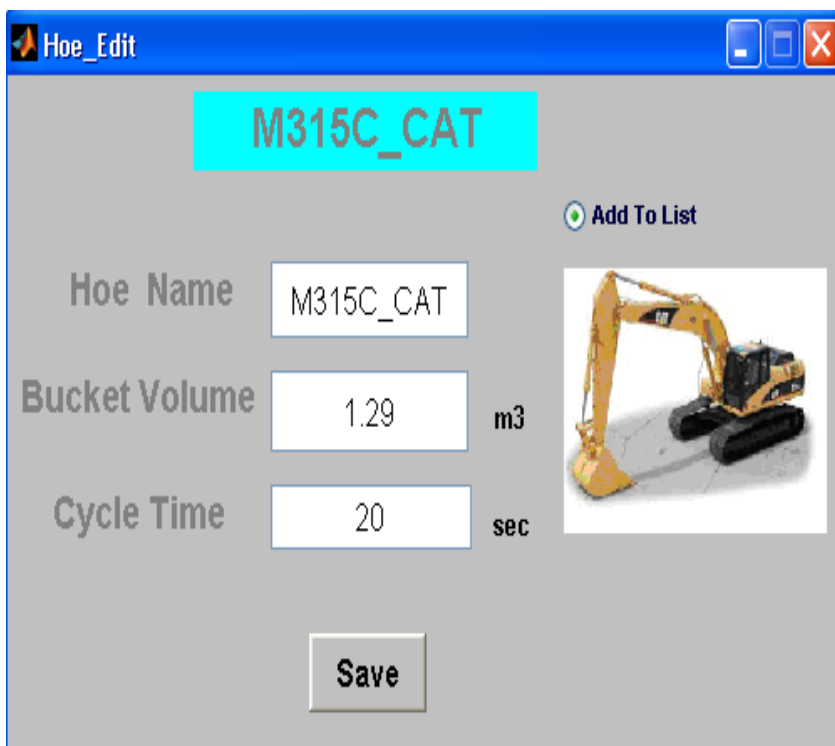 Hoe_Edit
M315C_CAT
Add To List
Hoe Name M315C_CAT
Bucket Volume 1.29 m3
Cycle Time 20 sec
Save